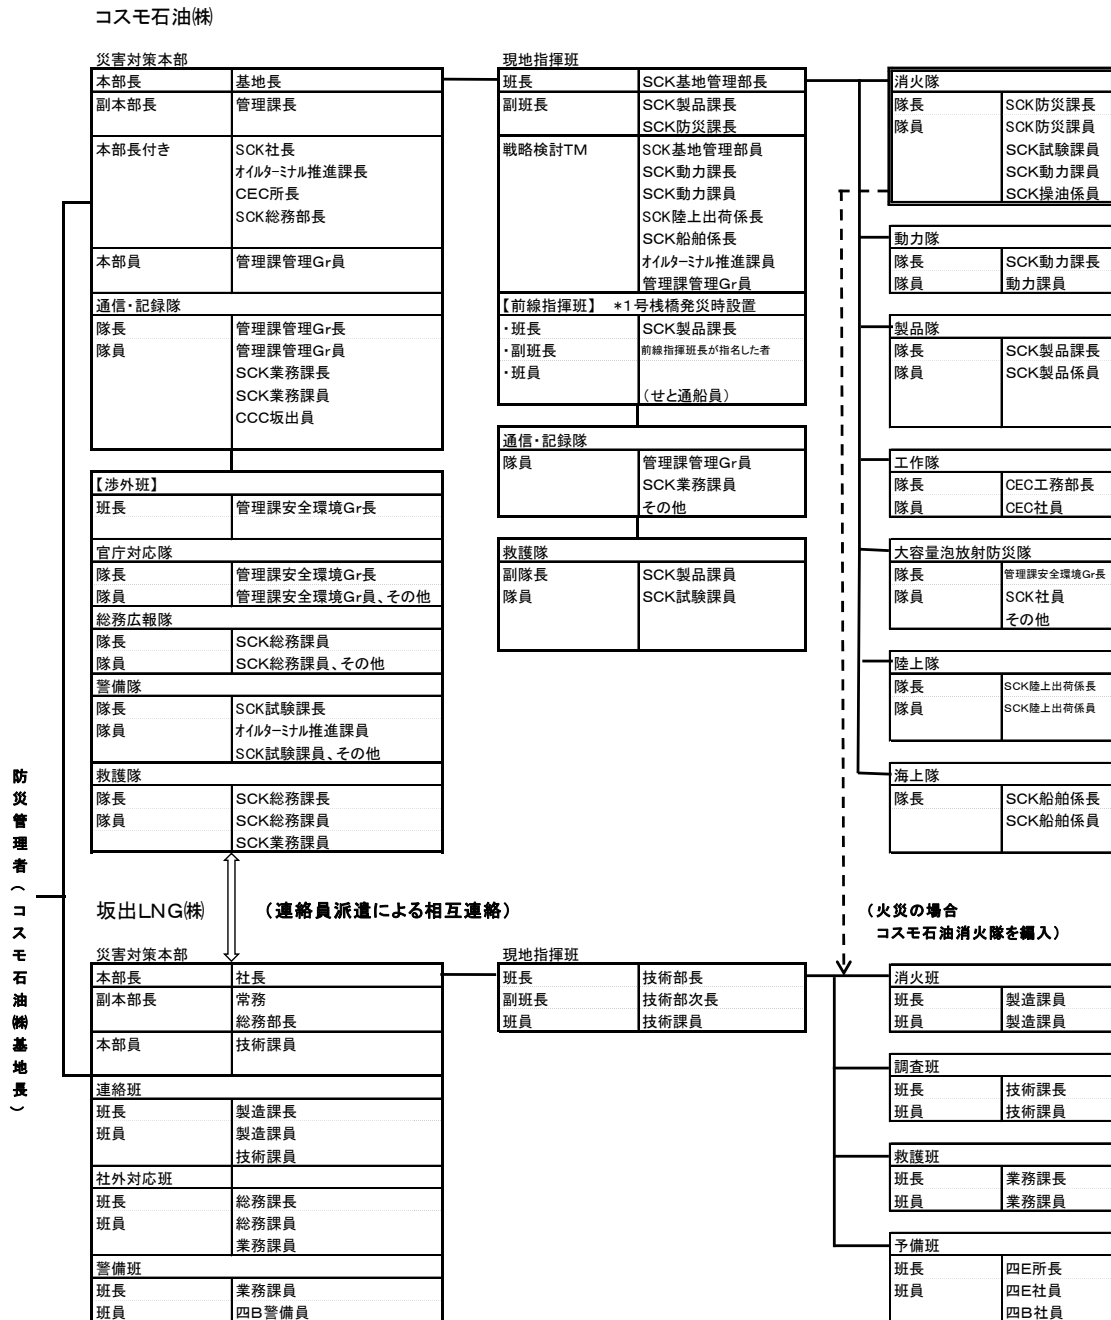 コスモ石油㈱
災害対策本部
本部長 基地長
副本部長 管理課長
本部長付き SCK社長
オイルターミナル推進課長
CEC所長
SCK総務部長
本部員 管理課管理Gr員
通信・記録隊
隊長 管理課管理Gr長
隊員 管理課管理Gr員
SCK業務課長
SCK業務課員
CCC坂出員
【渉外班】
班長 管理課安全環境Gr長
官庁対応隊
隊長 管理課安全環境Gr長
隊員 管理課安全環境Gr員、その他
総務広報隊
隊長 SCK総務課員
隊員 SCK総務課員、その他
警備隊
隊長 SCK試験課長
隊員 オイルターミナル推進課員
SCK試験課員、その他
救護隊
隊長 SCK総務課長
隊員 SCK総務課員
SCK業務課員
現地指揮班
班長 SCK基地管理部長
副班長 SCK製品課長
SCK防災課長
戦略検討TM SCK基地管理部員
SCK動力課長
SCK動力課員
SCK陸上出荷係長
SCK船舶係長
オイルターミナル推進課員
管理課管理Gr員
【前線指揮班】 *1号桟橋発災時設置
・班長 SCK製品課長
・副班長 前線指揮班長が指名した者
・班員
(せと通船員)
通信・記録隊
隊員 管理課管理Gr員
SCK業務課員
その他
救護隊
副隊長 SCK製品課員
隊員 SCK試験課員
消火隊
隊長 SCK防災課長
隊員 SCK防災課員
SCK試験課員
SCK動力課員
SCK操油係員
動力隊
隊長 SCK動力課長
隊員 動力課員
製品隊
隊長 SCK製品課長
隊員 SCK製品係員
工作隊
隊長 CEC工務部長
隊員 CEC社員
大容量泡放射防災隊
隊長 管理課安全環境Gr長
隊員 SCK社員
その他
陸上隊
隊長 SCK陸上出荷係長
隊員 SCK陸上出荷係員
海上隊
隊長 SCK船舶係長
SCK船舶係員
防災管理者(コスモ石油㈱基地長)
坂出LNG㈱
(連絡員派遣による相互連絡)
(火災の場合
コスモ石油消火隊を編入)
災害対策本部
本部長 社長
副本部長 常務
総務部長
本部員 技術課員
連絡班
班長 製造課長
班員 製造課員
技術課員
社外対応班
班長 総務課長
班員 総務課員
業務課員
警備班
班長 業務課員
班員 四B警備員
現地指揮班
班長 技術部長
副班長 技術部次長
班員 技術課員
消火班
班長 製造課員
班員 製造課員
調査班
班長 技術課長
班員 技術課員
救護班
班長 業務課長
班員 業務課員
予備班
班長 四E所長
班員 四E社員
四B社員